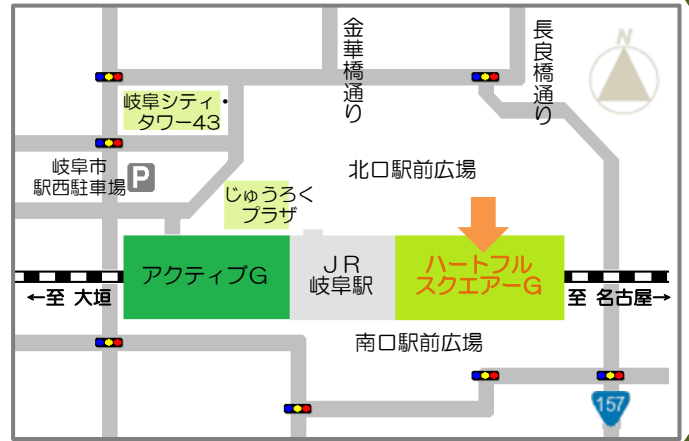 金華橋通り
長良橋通り
N
岐阜シティ・
タワー43
岐阜市
駅西駐車場
P
北口駅前広場
じゅうろく
プラザ
アクティブG
JR
岐阜駅
ハートフル
スクエアーG
←至 大垣
至 名古屋→
南口駅前広場
157